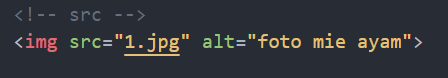 <!-- src -->
<img src="1.jpg" alt="foto mie ayam">